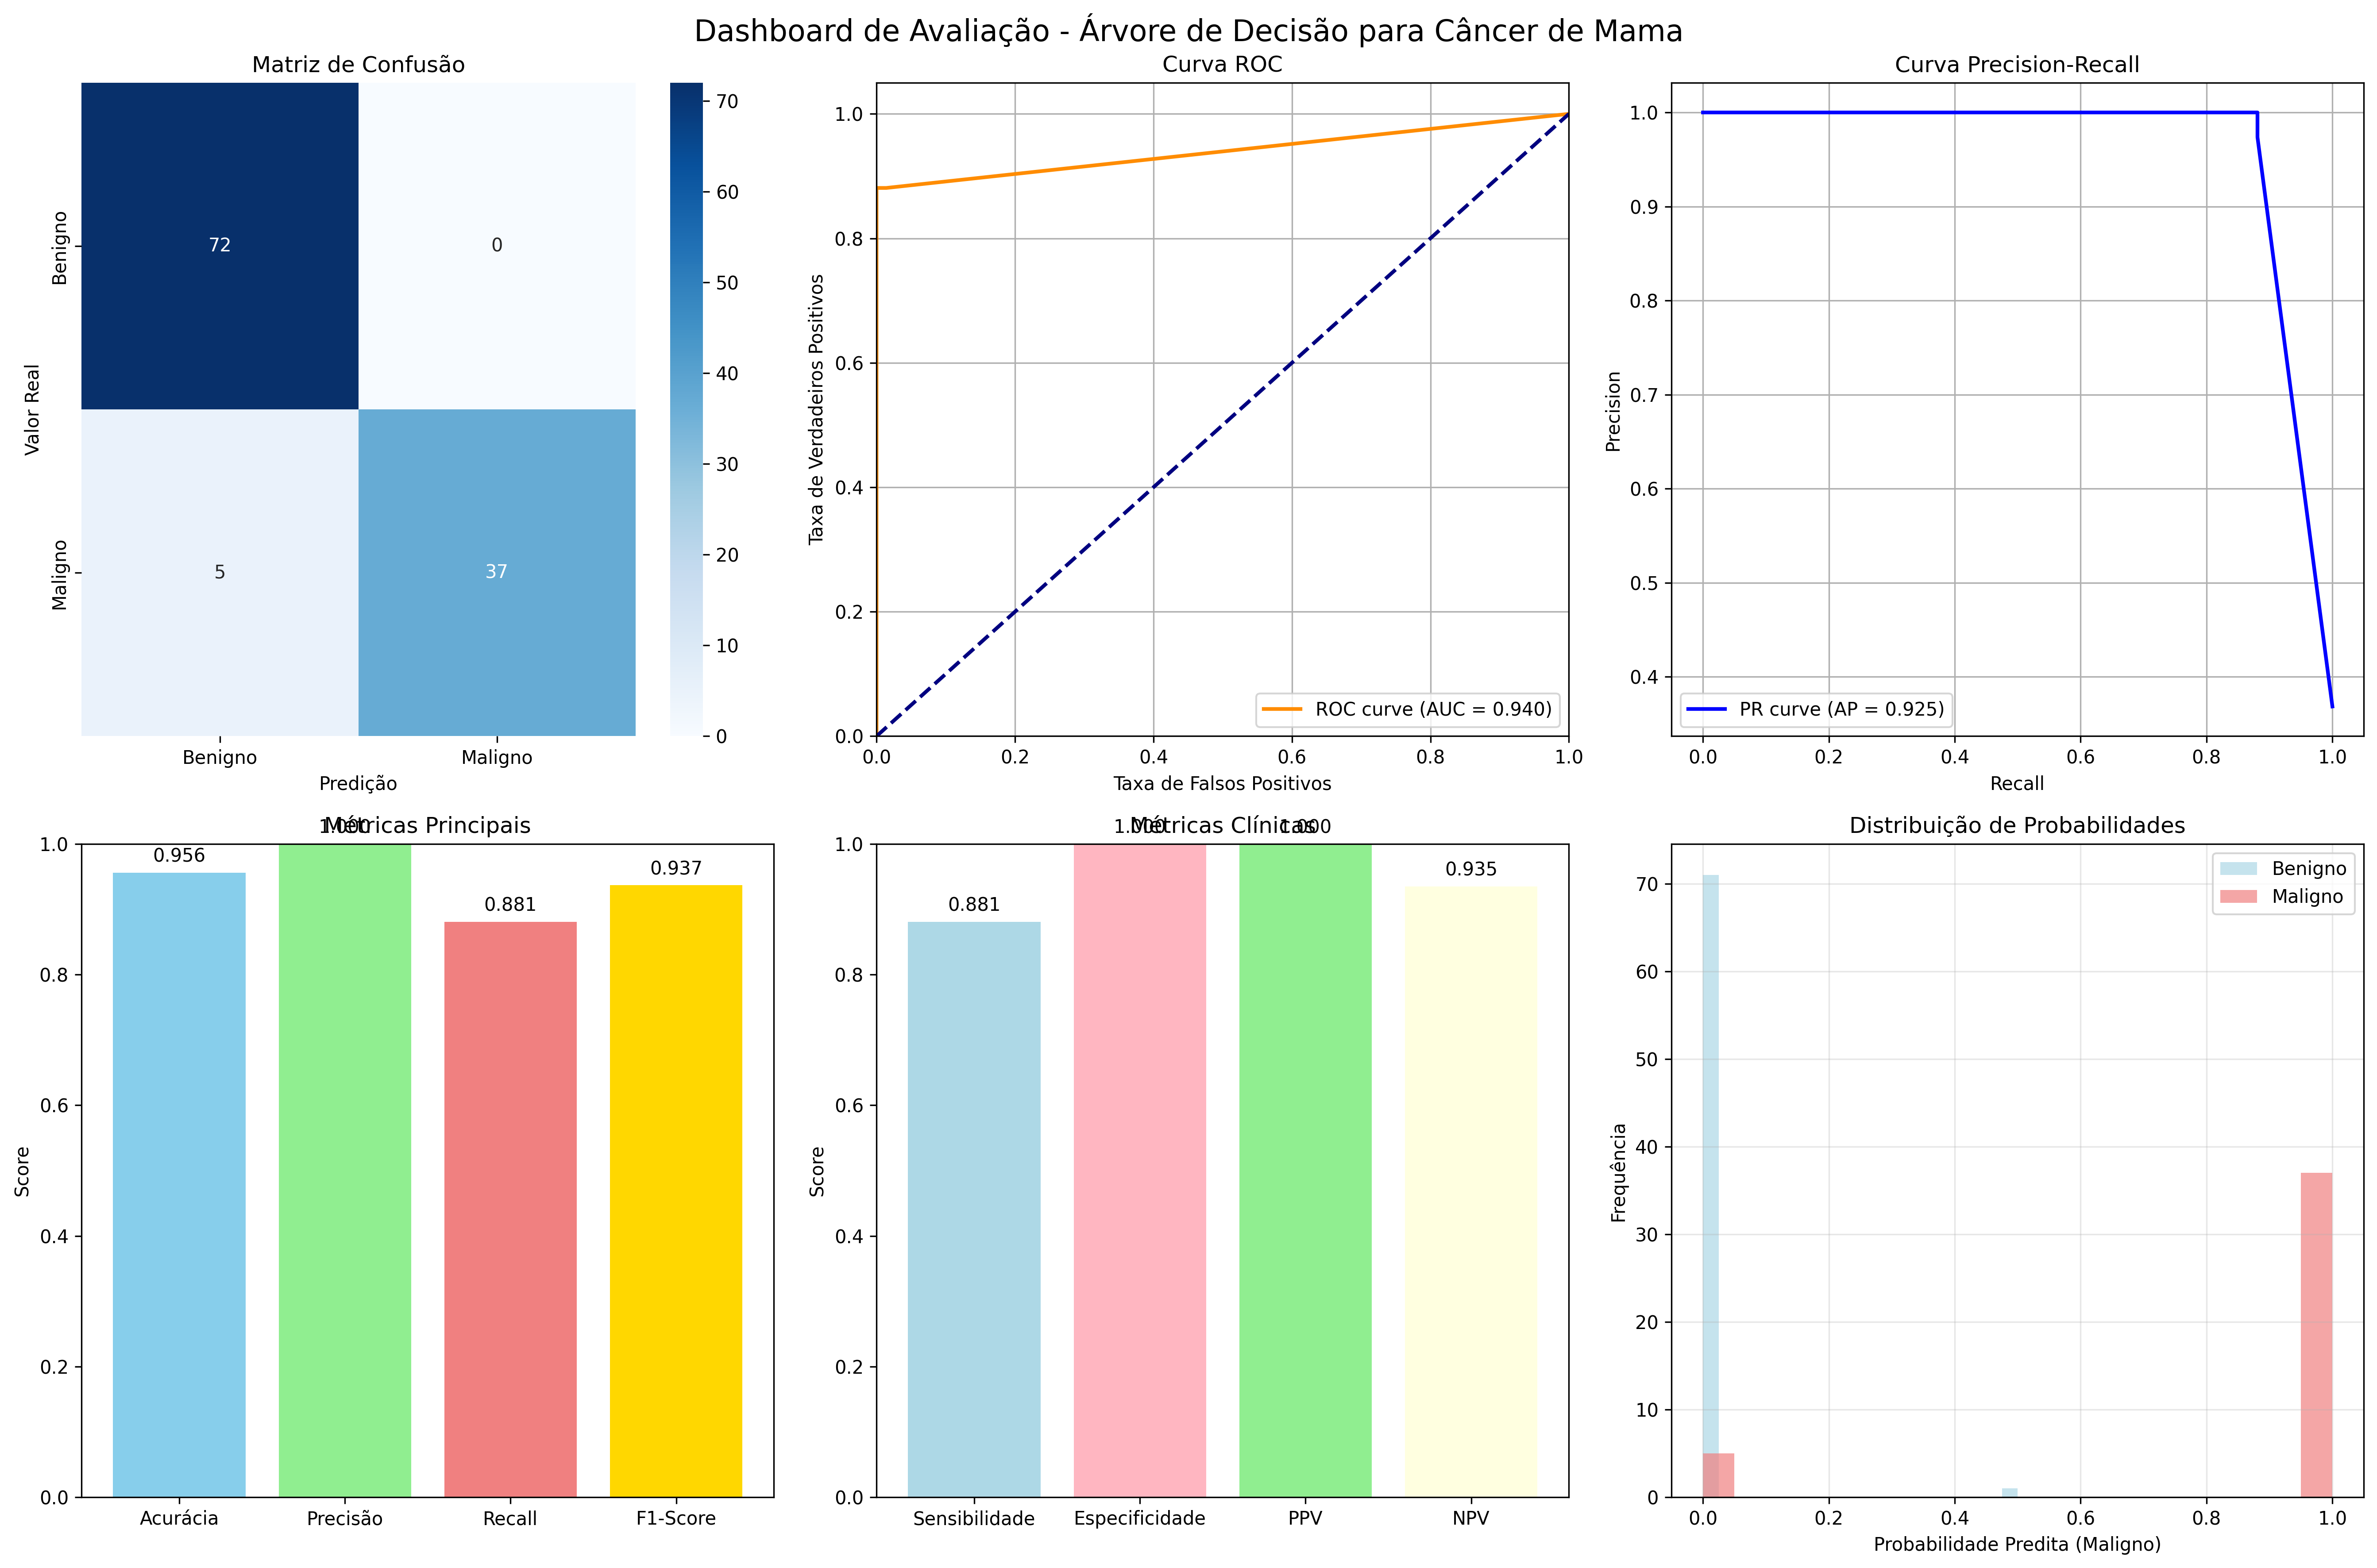 Dashboard de Avaliação - Árvore de Decisão para Câncer de Mama
Matriz de Confusão
Valor Real
Benigno
Maligno
72
0
5
37
Benigno
Maligno
Predição
70
60
50
40
30
20
10
0
Curva ROC
Taxa de Verdadeiros Positivos
1.0
0.8
0.6
0.4
0.2
0.0
0.0
0.2
0.4
0.6
0.8
1.0
Taxa de Falsos Positivos
ROC curve (AUC = 0.940)
Curva Precision-Recall
Precision
1.0
0.9
0.8
0.7
0.6
0.5
0.4
0.0
0.2
0.4
0.6
0.8
1.0
Recall
PR curve (AP = 0.925)
Métricas Principais
Score
1.0
0.8
0.6
0.4
0.2
0.0
0.956
1.000
0.881
0.937
Acurácia
Precisão
Recall
F1-Score
Métricas Clínicas
Score
1.0
0.8
0.6
0.4
0.2
0.0
0.881
1.000
1.000
0.935
Sensibilidade
Especificidade
PPV
NPV
Distribuição de Probabilidades
Frequência
70
60
50
40
30
20
10
0
Benigno
Maligno
0.0
0.2
0.4
0.6
0.8
1.0
Probabilidade Predita (Maligno)